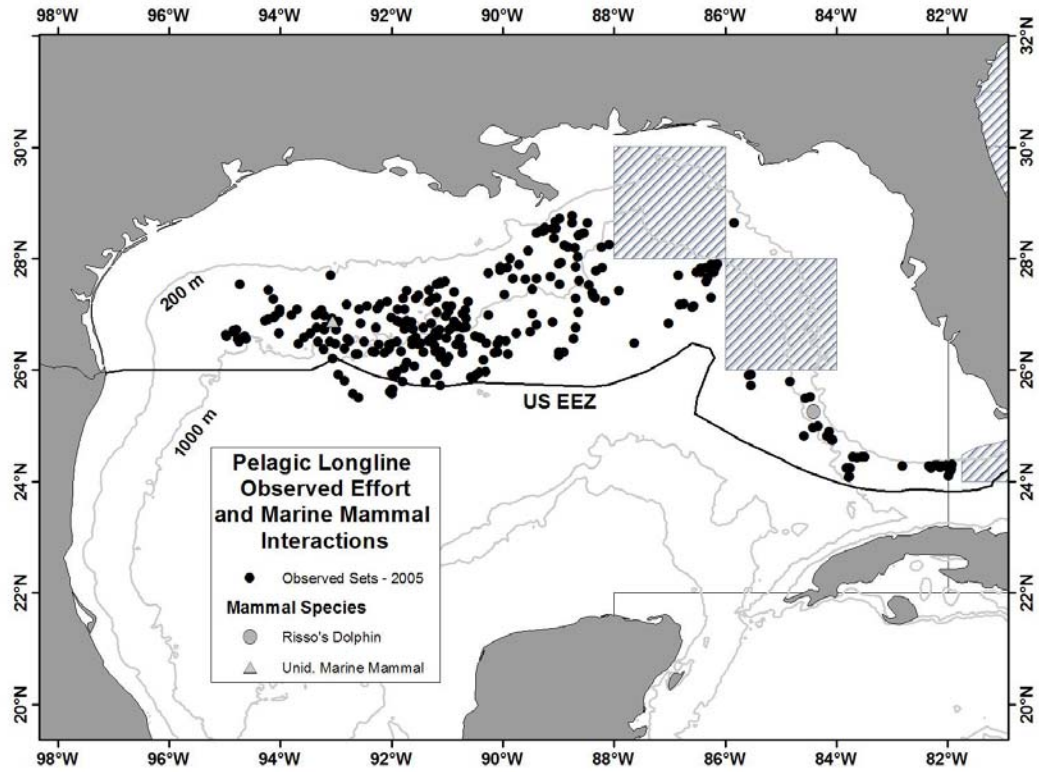 98°W 96°W 94°W 92°W 90°W 88°W 86°W 84°W 82°W
32°N
30°N 30°N
28°N 28°N
200 m
26°N 26°N
US EEZ
1000 m
24°N 24°N
Pelagic Longline
Observed Effort
and Marine Mammal
Interactions
Observed Sets - 2005
Mammal Species
Risso's Dolphin
Unid. Marine Mammal
22°N 22°N
20°N 20°N
98°W 96°W 94°W 92°W 90°W 88°W 86°W 84°W 82°W